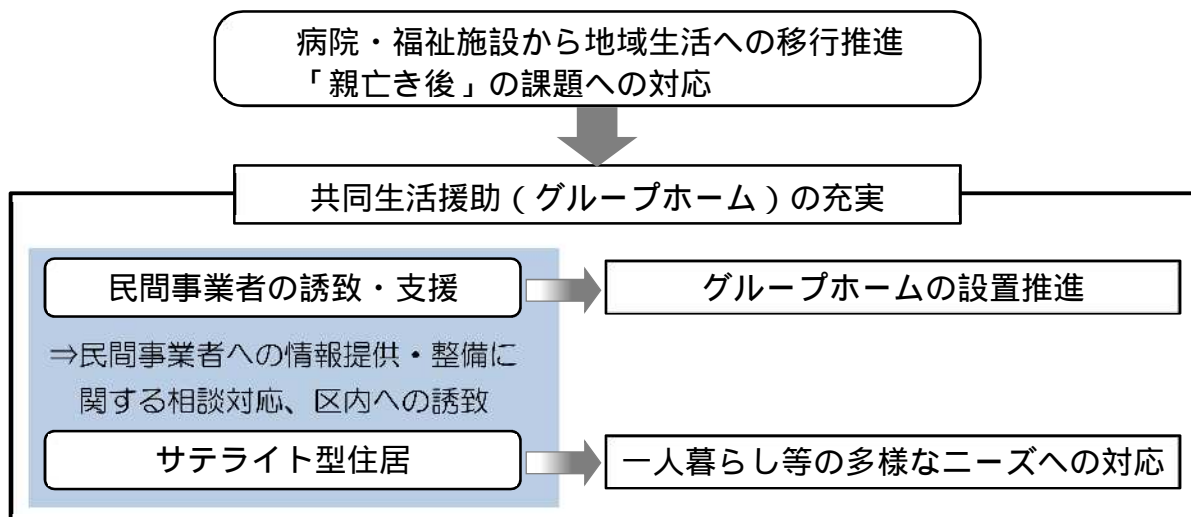 病院・福祉施設から地域生活への移行推進
「親亡き後」の課題への対応
共同生活援助（グループホーム）の充実
民間事業者の誘致・支援
グループホームの設置推進
⇒民間事業者への情報提供・整備に
関する相談対応、区内への誘致
サテライト型住居
一人暮らし等の多様なニーズへの対応